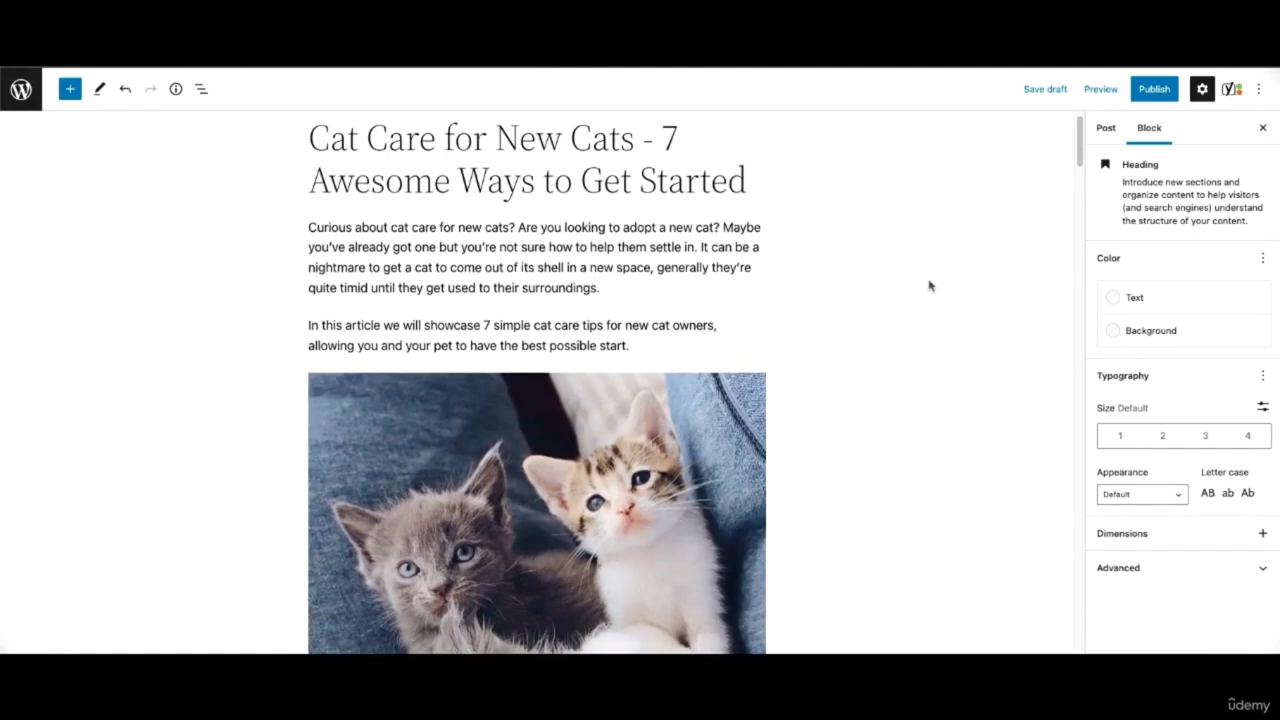 Save draft Preview Publish
Cat Care for New Cats - 7
Awesome Ways to Get Started
Curious about cat care for new cats? Are you looking to adopt a new cat? Maybe
you've already got one but you're not sure how to help them settle in. It can be a
nightmare to get a cat to come out of its shell in a new space, generally they're
quite timid until they get used to their surroundings.
In this article we will showcase 7 simple cat care tips for new cat owners,
allowing you and your pet to have the best possible start.
Post Block
Heading
Introduce new sections and
organize content to help visitors
(and search engines) understand
the structure of your content.
Color
Text
Background
Typography
Size Default
1 2 3 4
Appearance Letter case
Default AB ab Ab
Dimensions
Advanced
ûdemy